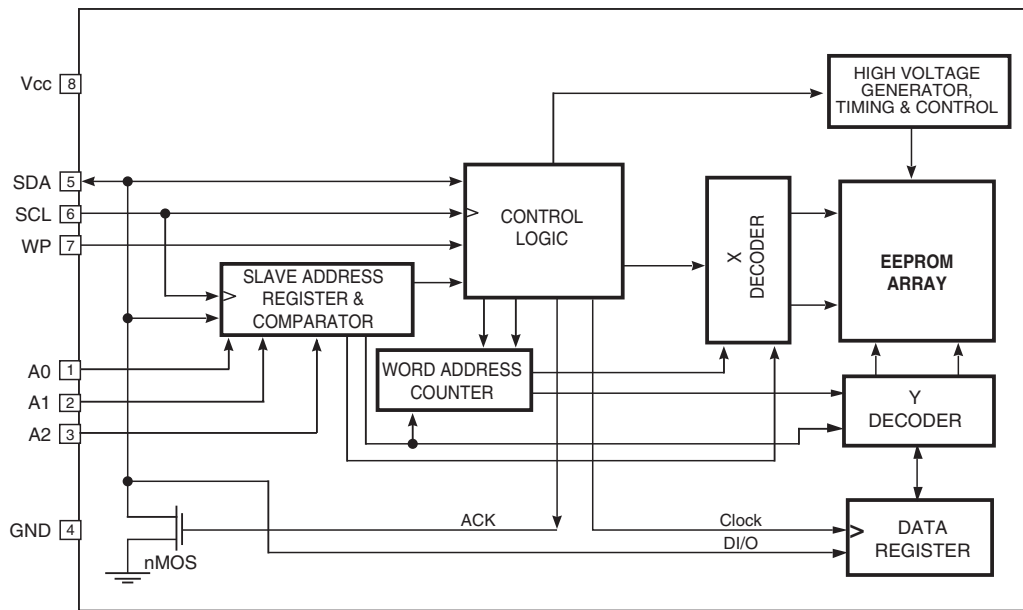 Vcc 8
SDA 5
SCL 6
WP 7
A0 1
A1 2
A2 3
GND 4
HIGH VOLTAGE
GENERATOR,
TIMING & CONTROL
CONTROL
LOGIC
SLAVE ADDRESS
REGISTER &
COMPARATOR
WORD ADDRESS
COUNTER
X
DECODER
EEPROM
ARRAY
Y
DECODER
ACK
Clock
DI/O
DATA
REGISTER
nMOS